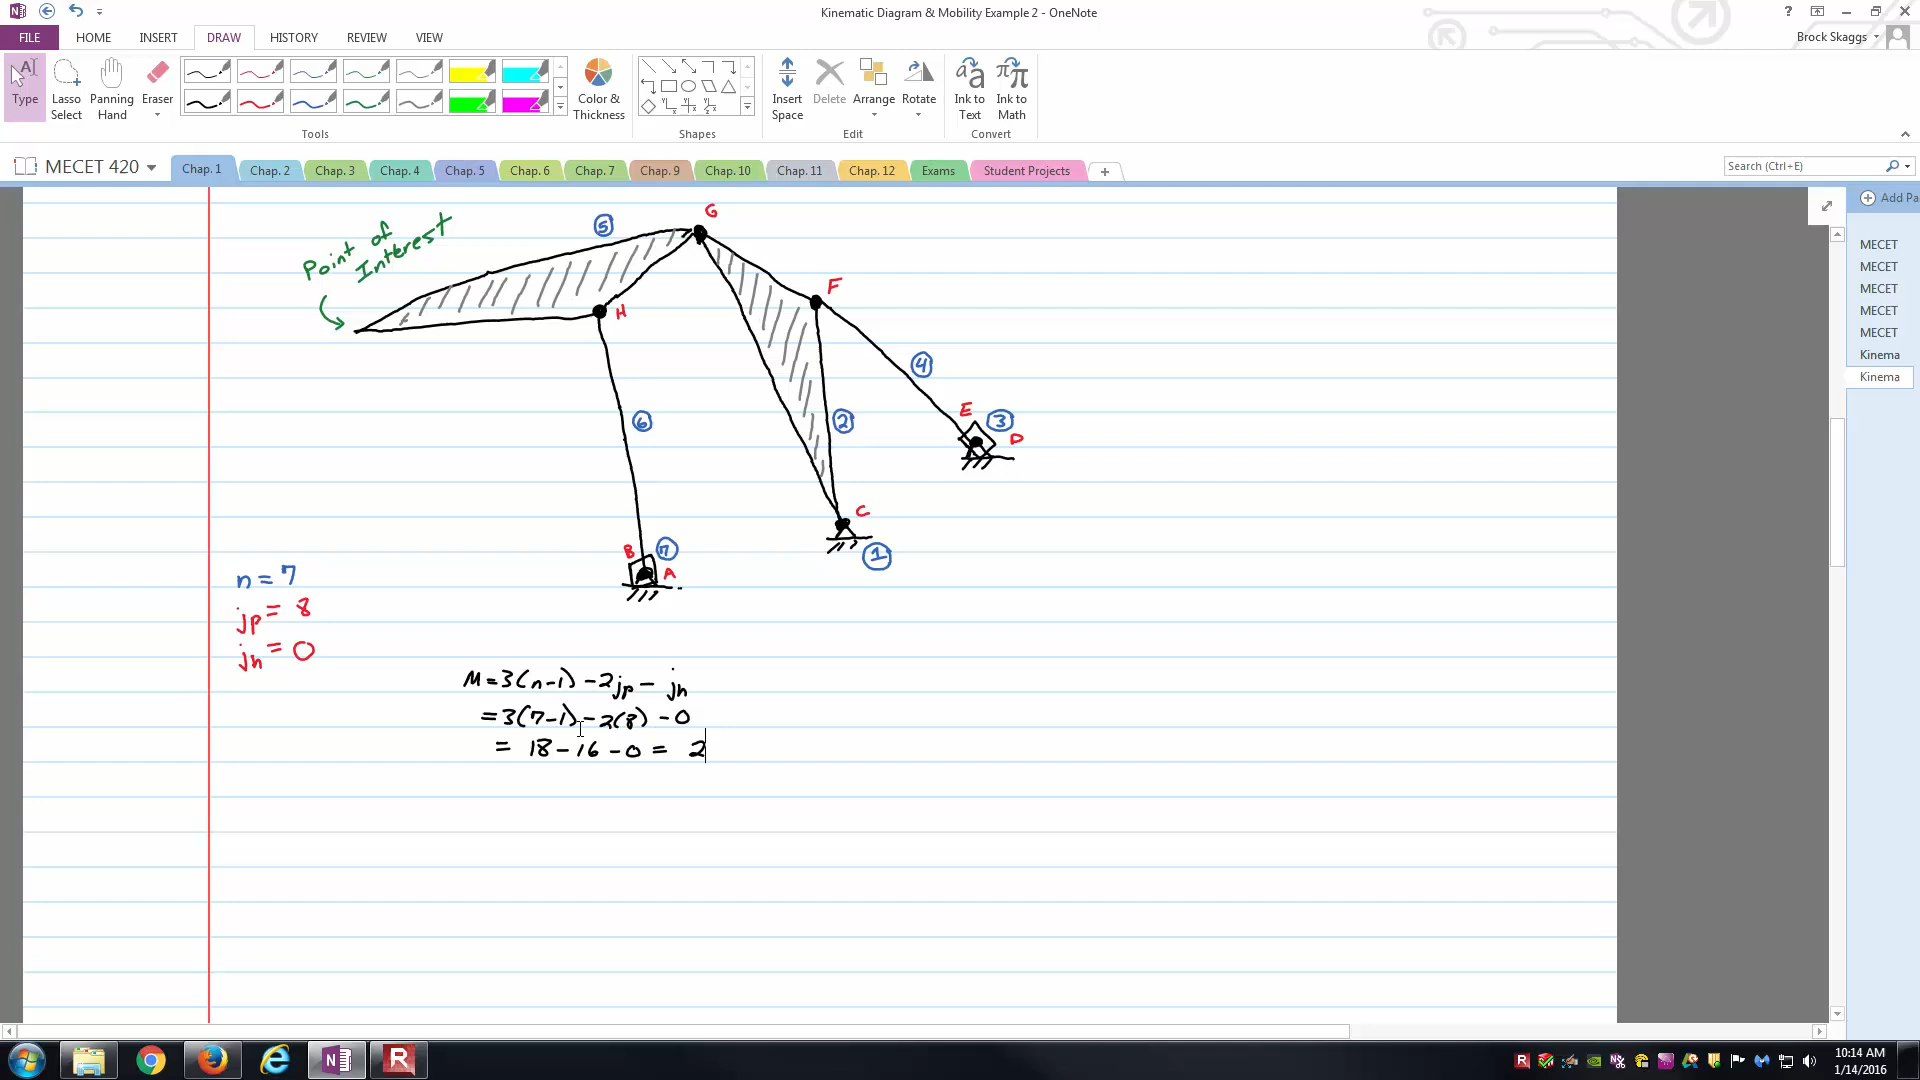 Kinematic Diagram & Mobility Example 2 - OneNote
?
FILE HOME INSERT DRAW HISTORY REVIEW VIEW
Brock Skaggs
Type
Lasso Select
Panning Hand
Eraser
Color & Thickness
Insert Space
Delete
Arrange
Rotate
Ink to Text
Ink to Math
Tools Shapes Edit Convert
MECET 420
Chap. 1 Chap. 2 Chap. 3 Chap. 4 Chap. 5 Chap. 6 Chap. 7 Chap. 9 Chap. 10 Chap. 11 Chap. 12 Exams Student Projects +
Search (Ctrl+E)
Add Pa
MECET
MECET
MECET
MECET
MECET
Kinema
Kinema
Point of
Interest
5
G
F
H
4
6
2
E
3
D
C
1
B
7
A
n = 7
jp = 8
jh = 0
M = 3(n-1) - 2jp - jh
= 3(7-1) - 2(8) - 0
= 18 - 16 - 0 = 2
10:14 AM
1/14/2016